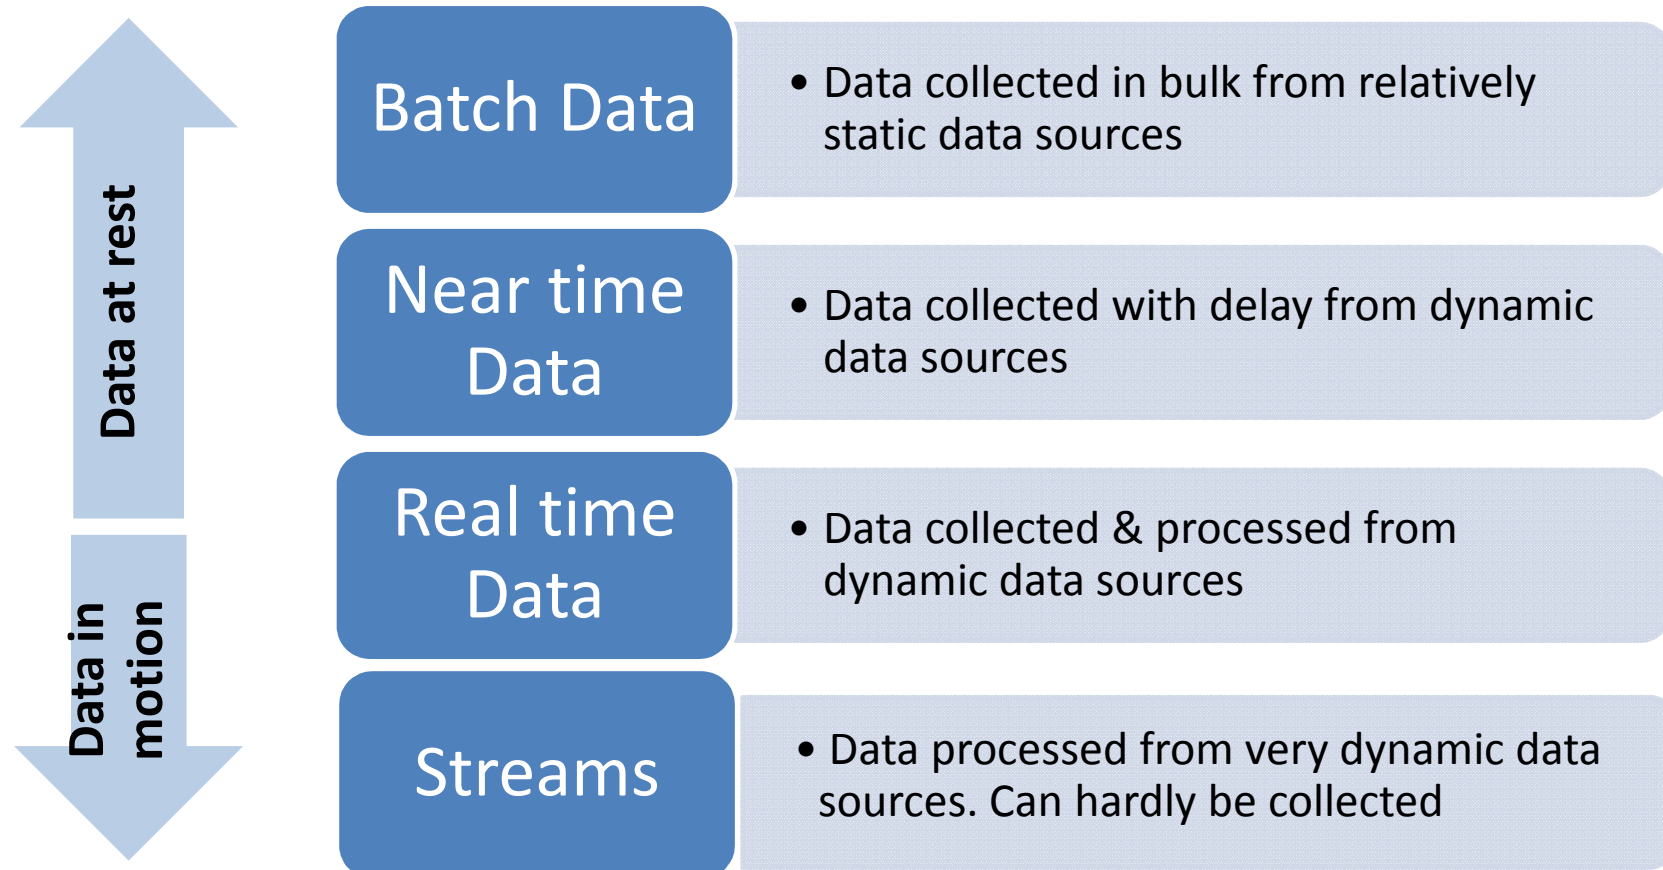 Data at rest
Data in
motion
Batch Data
• Data collected in bulk from relatively
static data sources
Near time
Data
• Data collected with delay from dynamic
data sources
Real time
Data
• Data collected & processed from
dynamic data sources
Streams
• Data processed from very dynamic data
sources. Can hardly be collected